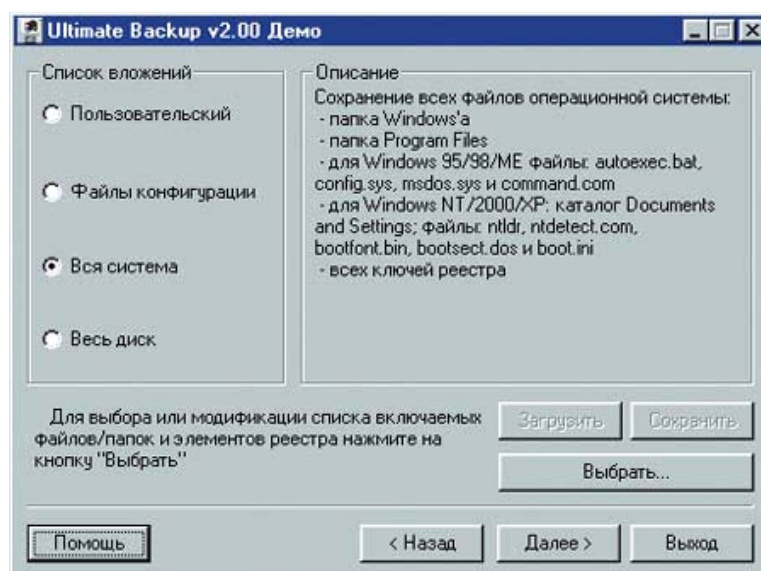 Ultimate Backup v2.00 Демо
Список вложений
Пользовательский
Файлы конфигурации
Вся система
Весь диск
Описание
Сохранение всех файлов операционной системы:
- папка Windows'а
- папка Program Files
- для Windows 95/98/ME файлы: autoexec.bat,
config.sys, msdos.sys и command.com
- для Windows NT/2000/XP: каталог Documents
and Settings; файлы: ntldr, ntdetect.com,
bootfont.bin, bootsect.dos и boot.ini
- всех ключей реестра
Для выбора или модификации списка включаемых
файлов/папок и элементов реестра нажмите на
кнопку "Выбрать"
Загрузить
Сохранить
Выбрать...
Помощь
< Назад
Далее >
Выход